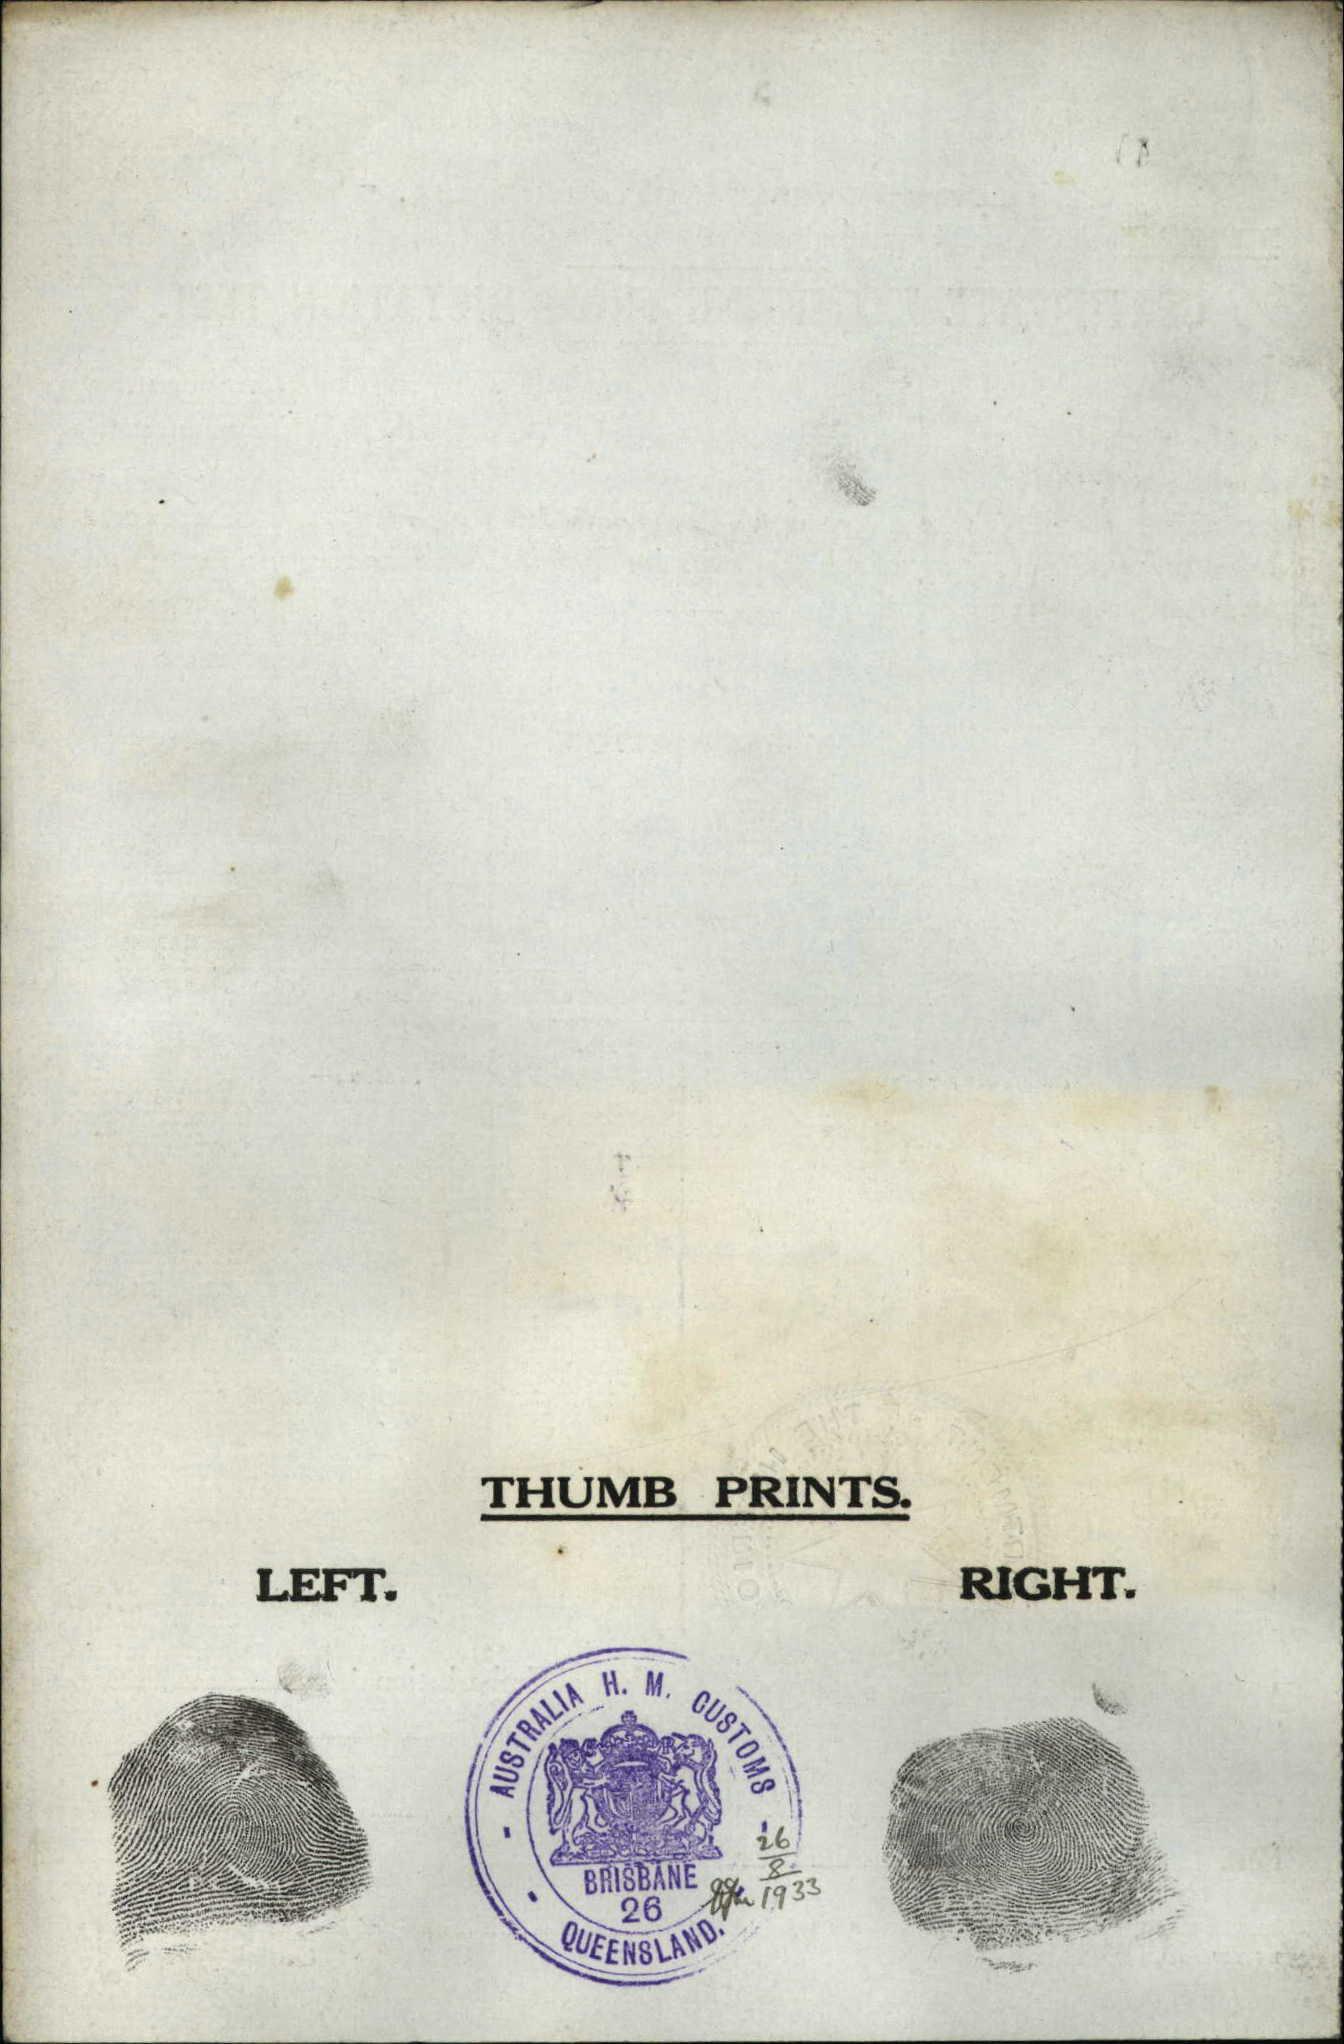 THUMB PRINTS.
LEFT.
RIGHT.
AUSTRALIA H. M. CUSTOMS
BRISBANE
26
QUEENSLAND.
26
8
1933